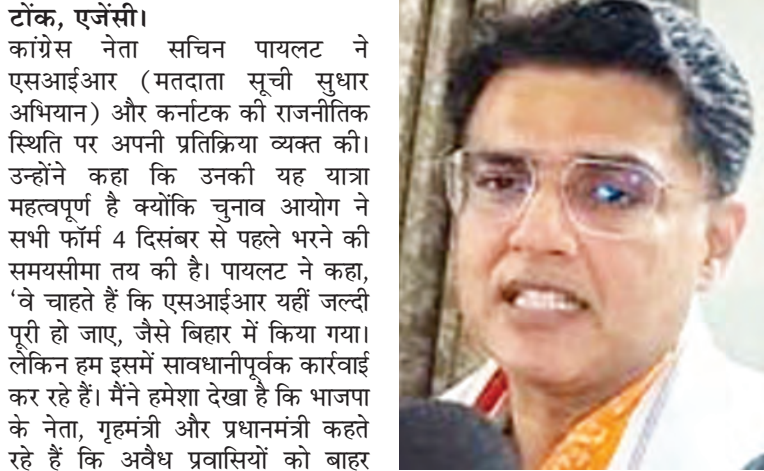 टोंक, एजेंसी।
कांग्रेस नेता सचिन पायलट ने
एसआईआर (मतदाता सूची सुधार
अभियान) और कर्नाटक की राजनीतिक
स्थिति पर अपनी प्रतिक्रिया व्यक्त की।
उन्होंने कहा कि उनकी यह यात्रा
महत्वपूर्ण है क्योंकि चुनाव आयोग ने
सभी फॉर्म 4 दिसंबर से पहले भरने की
समयसीमा तय की है। पायलट ने कहा,
‘वे चाहते हैं कि एसआईआर यहीं जल्दी
पूरी हो जाए, जैसे बिहार में किया गया।
लेकिन हम इसमें सावधानीपूर्वक कार्रवाई
कर रहे हैं। मैंने हमेशा देखा है कि भाजपा
के नेता, गृहमंत्री और प्रधानमंत्री कहते
रहे हैं कि अवैध प्रवासियों को बाहर